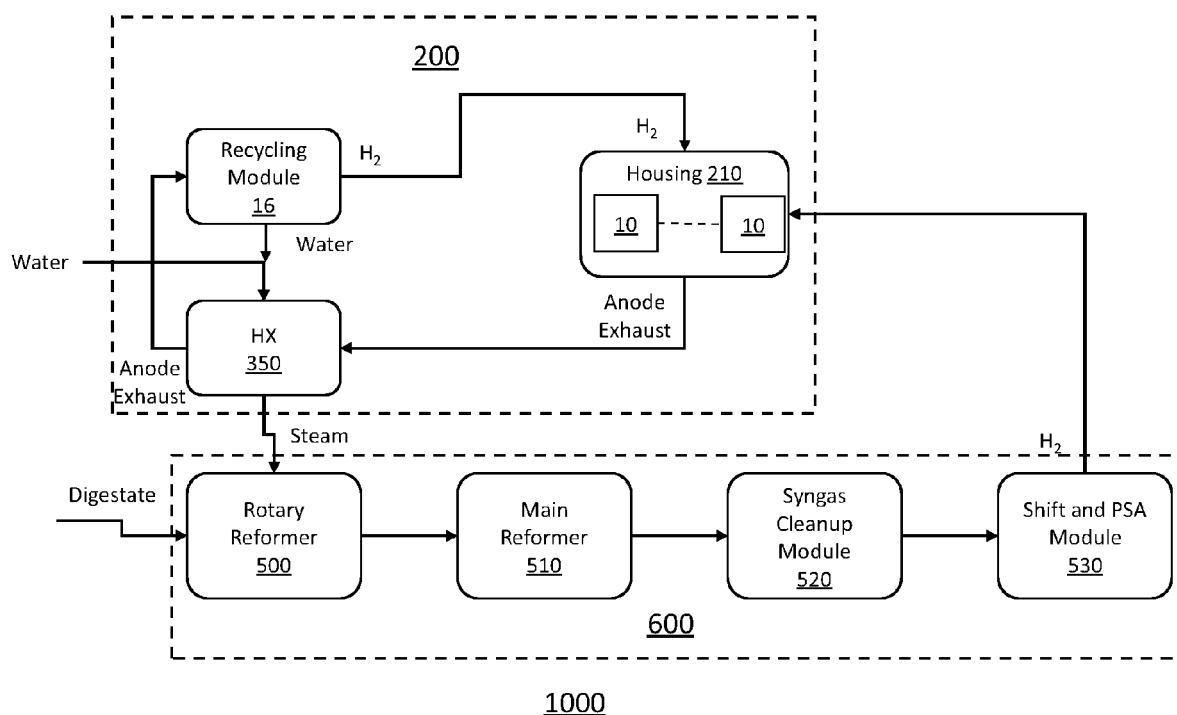 200
H₂
H₂
Recycling
Module
16
Housing 210
10
10
Water
Water
Anode
Exhaust
HX
350
Anode
Exhaust
Steam
H₂
Digestate
Rotary
Reformer
500
Main
Reformer
510
Syngas
Cleanup
Module
520
Shift and PSA
Module
530
600
1000